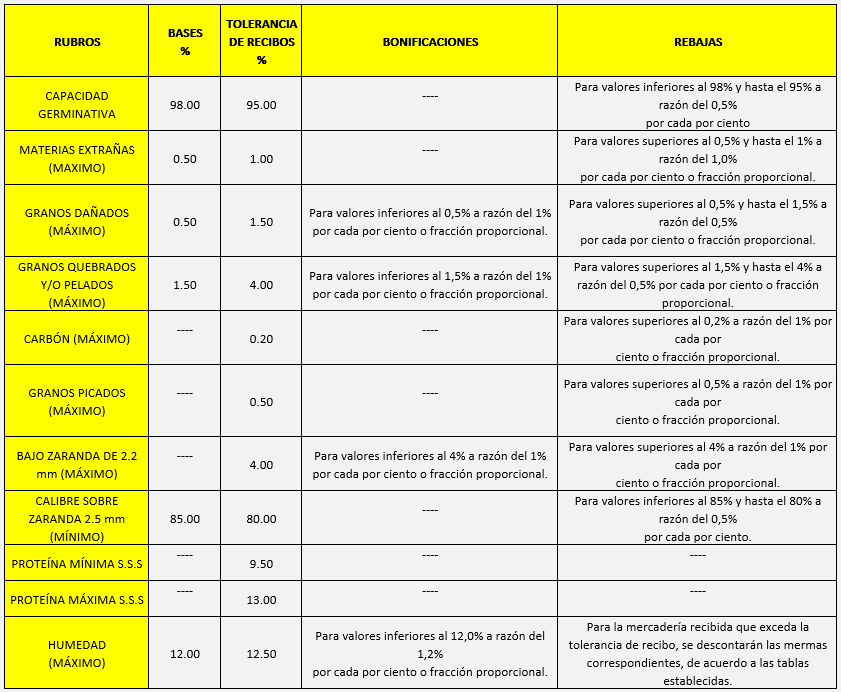 RUBROS
BASES
%
TOLERANCIA
DE RECIBOS
%
BONIFICACIONES
REBAJAS
CAPACIDAD
GERMINATIVA
98.00
95.00
----
Para valores inferiores al 98% y hasta el 95% a
razón del 0,5%
por cada por ciento
MATERIAS EXTRAÑAS
(MAXIMO)
0.50
1.00
----
Para valores superiores al 0,5% y hasta el 1% a
razón del 1,0%
por cada por ciento o fracción proporcional.
GRANOS DAÑADOS
(MÁXIMO)
0.50
1.50
Para valores inferiores al 0,5% a razón del 1%
por cada por ciento o fracción proporcional.
Para valores superiores al 0,5% y hasta el 1,5% a
razón del 0,5%
por cada por ciento o fracción proporcional.
GRANOS QUEBRADOS
Y/O PELADOS
(MÁXIMO)
1.50
4.00
Para valores inferiores al 1,5% a razón del 1%
por cada por ciento o fracción proporcional.
Para valores superiores al 1,5% y hasta el 4% a
razón del 0,5% por cada por ciento o fracción
proporcional.
CARBÓN (MÁXIMO)
----
0.20
----
Para valores superiores al 0,2% a razón del 1% por
cada por
ciento o fracción proporcional.
GRANOS PICADOS
(MÁXIMO)
----
0.50
----
Para valores superiores al 0,5% a razón del 1% por
cada por
ciento o fracción proporcional.
BAJO ZARANDA DE 2.2
mm (MÁXIMO)
----
4.00
Para valores inferiores al 4% a razón del 1%
por cada por ciento o fracción proporcional.
Para valores superiores al 4% a razón del 1% por
cada por
ciento o fracción proporcional.
CALIBRE SOBRE
ZARANDA 2.5 mm
(MÍNIMO)
85.00
80.00
----
Para valores inferiores al 85% y hasta el 80% a
razón del 0,5%
por cada por ciento.
PROTEÍNA MÍNIMA S.S.S
----
9.50
----
----
PROTEÍNA MÁXIMA S.S.S
----
13.00
----
----
HUMEDAD
(MÁXIMO)
12.00
12.50
Para valores inferiores al 12,0% a razón del
1,2%
por cada por ciento o fracción proporcional.
Para la mercadería recibida que exceda la
tolerancia de recibo, se descontarán las mermas
correspondientes, de acuerdo a las tablas
establecidas.